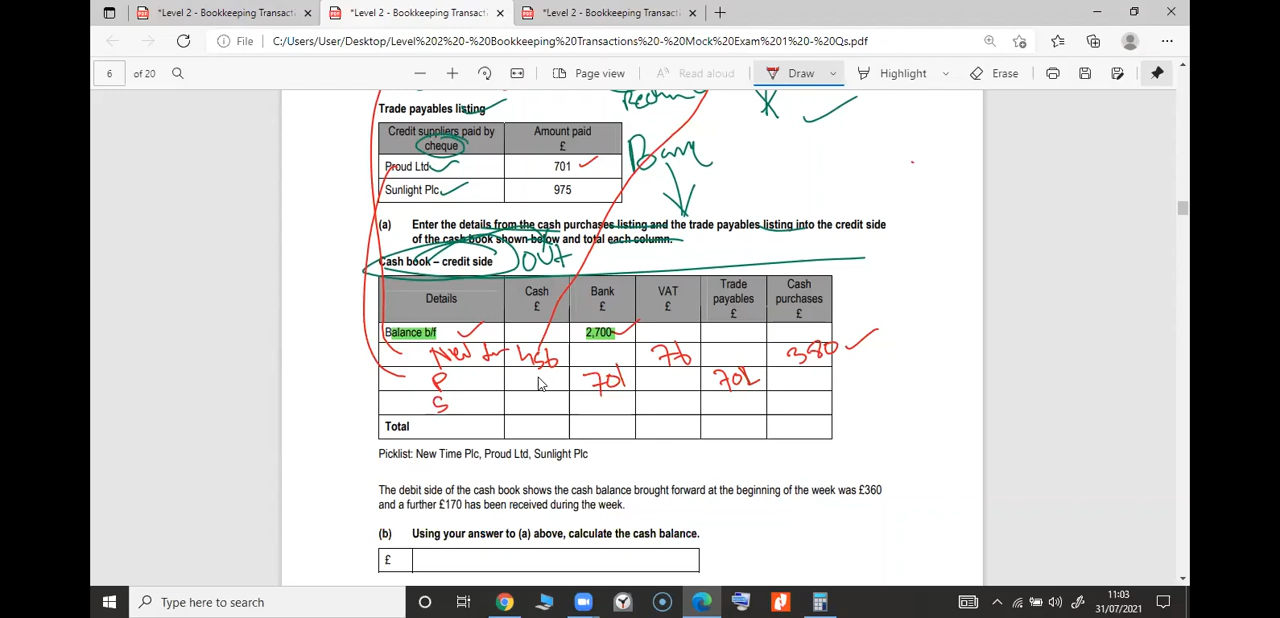 *Level 2 - Bookkeeping Transacti
*Level 2 - Bookkeeping Transact
*Level 2 - Bookkeeping Transact
File C:/Users/User/Desktop/Level%202%20-%20Bookkeeping%20Transactions%20-%20Mock%20Exam%201%20-%20Qs.pdf
6 of 20 Page view Read aloud Draw Highlight Erase
Trade payables listing
Credit suppliers paid by cheque Amount paid £
Proud Ltd 701
Sunlight Plc 975
Bank
(a) Enter the details from the cash purchases listing and the trade payables listing into the credit side
of the cash book shown below and total each column.
Cash book – credit side out
Details Cash £ Bank £ VAT £ Trade payables £ Cash purchases £
Balance b/f 2,700
New 456 76 380
P 701 701
S
Total
Picklist: New Time Plc, Proud Ltd, Sunlight Plc
The debit side of the cash book shows the cash balance brought forward at the beginning of the week was £360
and a further £170 has been received during the week.
(b) Using your answer to (a) above, calculate the cash balance.
£
Type here to search
11:03
31/07/2021